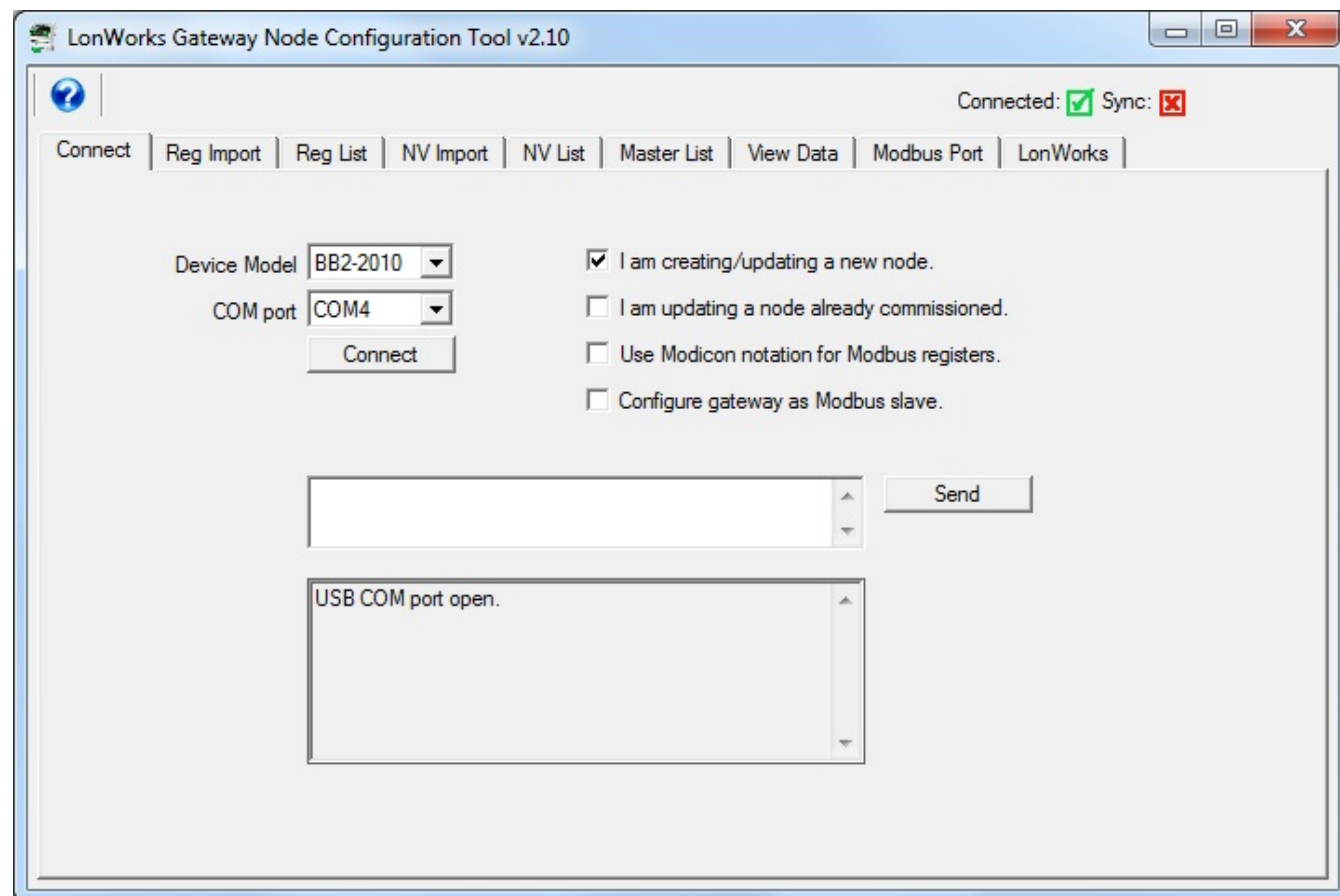 LonWorks Gateway Node Configuration Tool v2.10
Connected: Sync:
Connect Reg Import Reg List NV Import NV List Master List View Data Modbus Port LonWorks
Device Model BB2-2010
COM port COM4
Connect
I am creating/updating a new node.
I am updating a node already commissioned.
Use Modicon notation for Modbus registers.
Configure gateway as Modbus slave.
Send
USB COM port open.